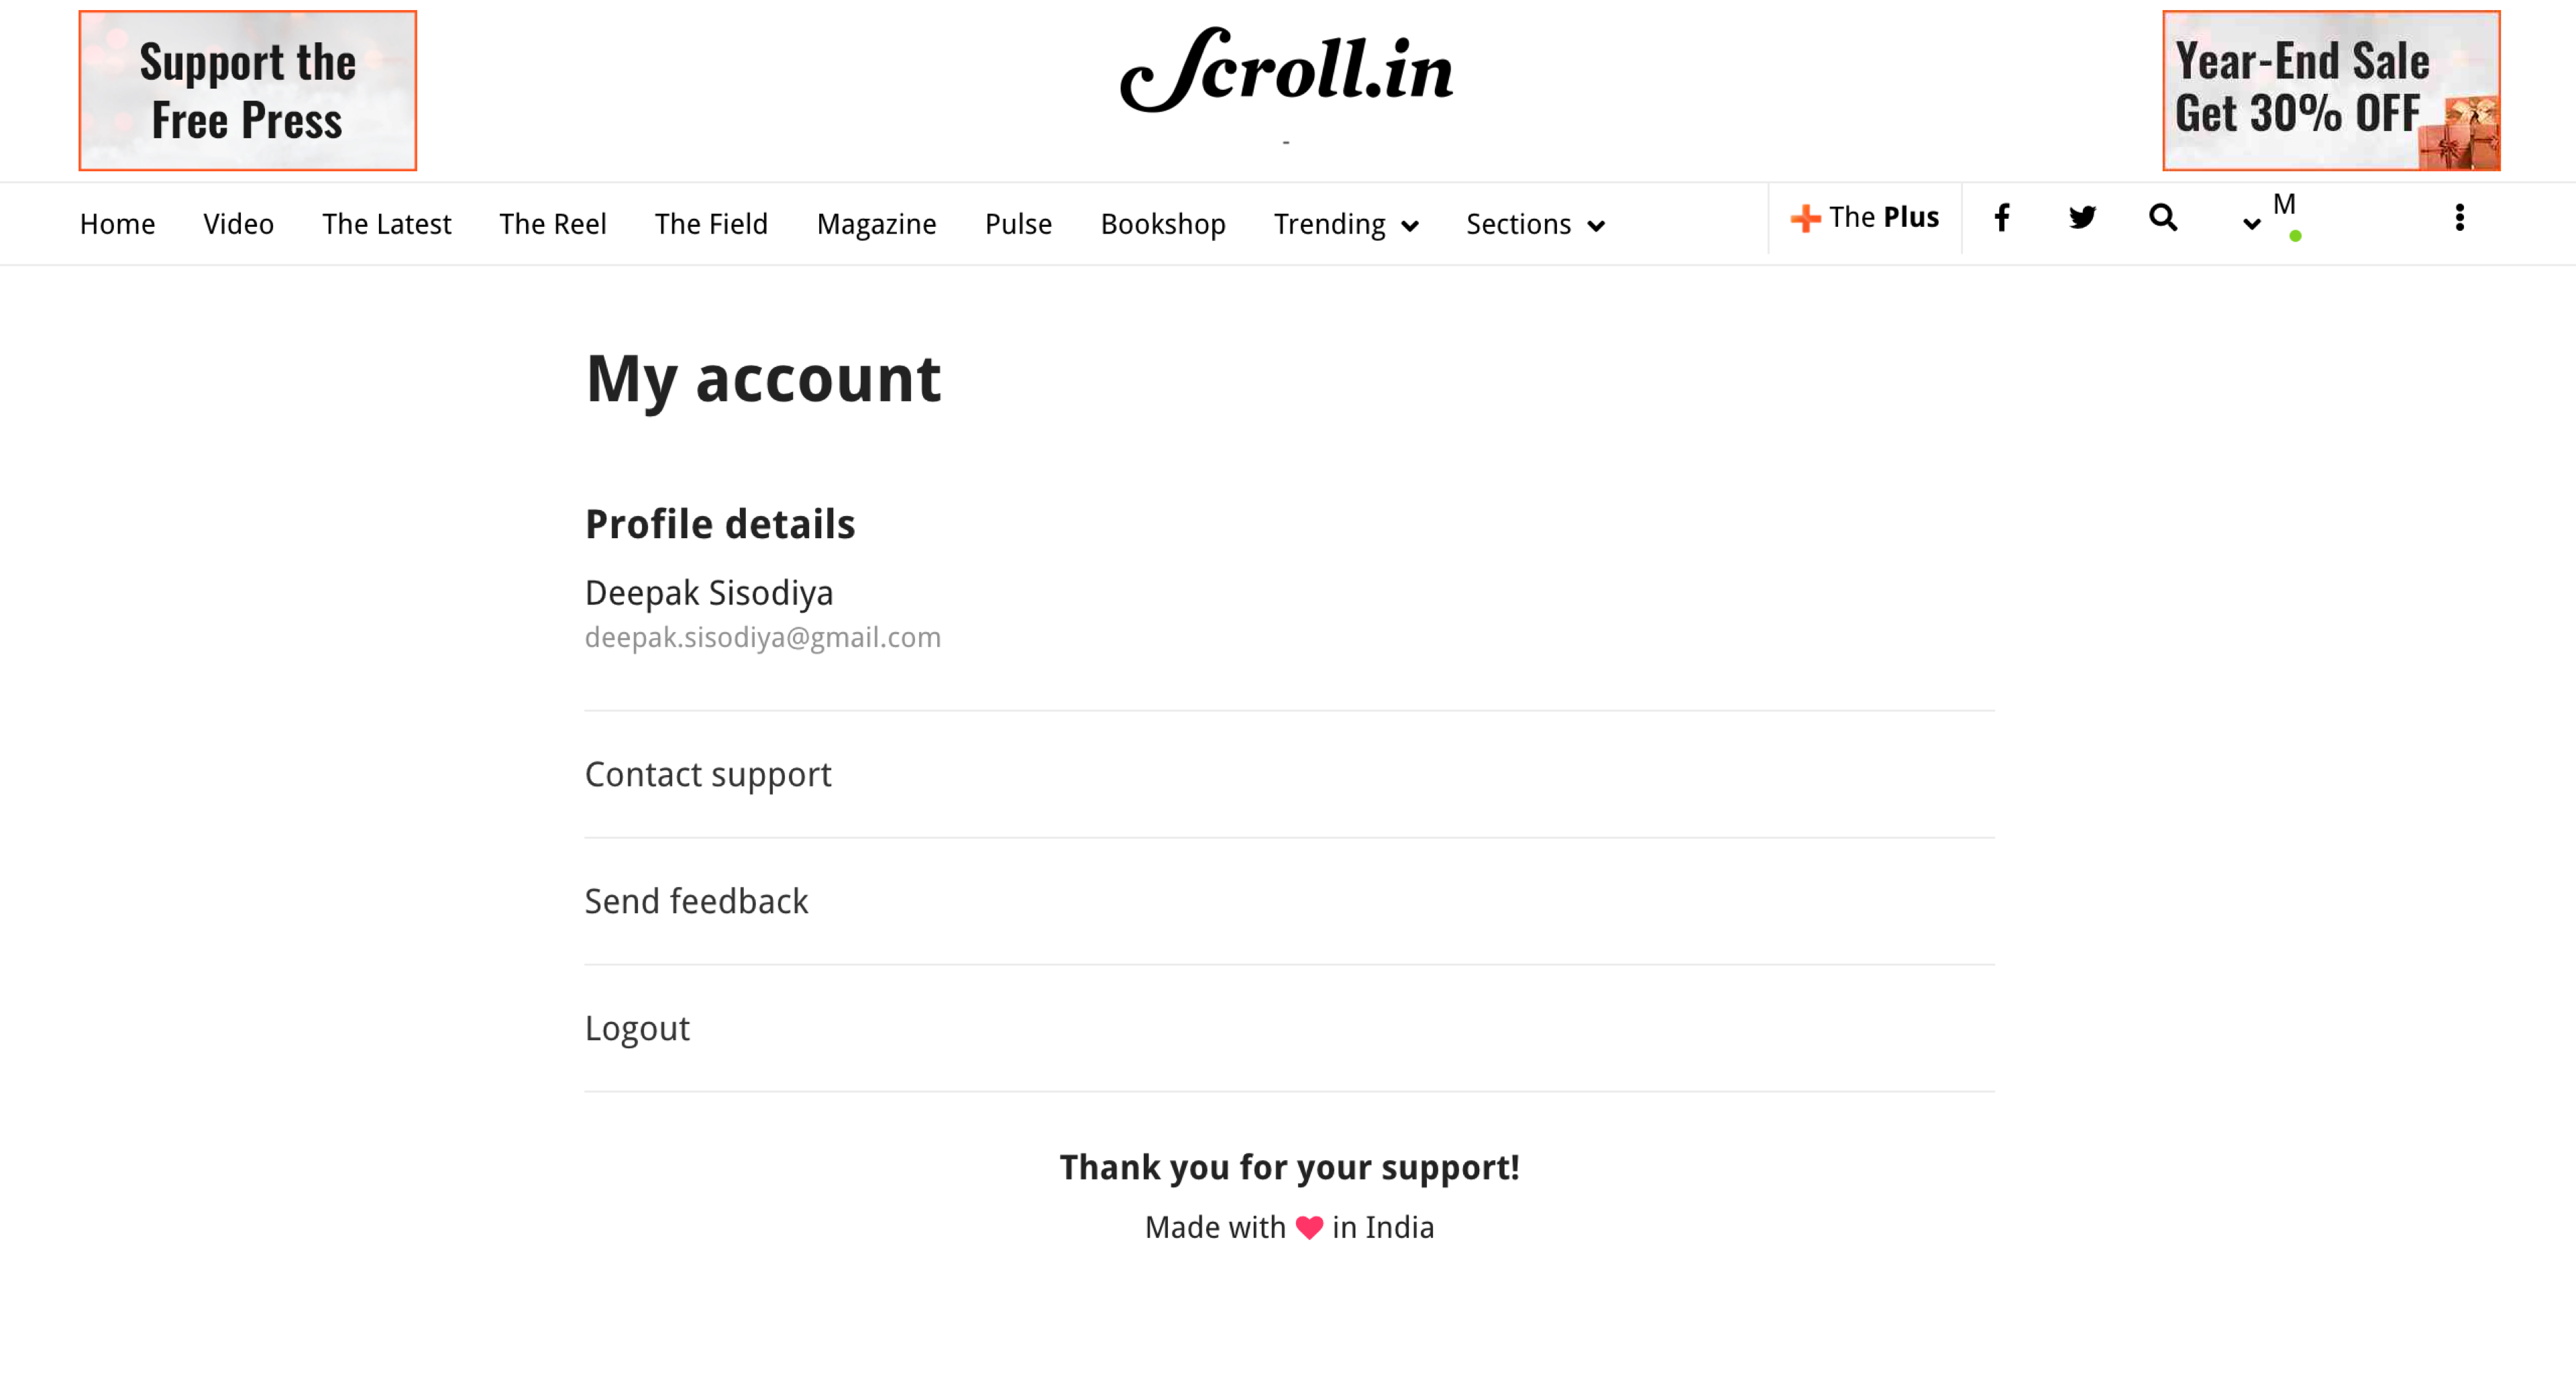 Support the
Free Press
Scroll.in
-
Year-End Sale
Get 30% OFF
Home Video The Latest The Reel The Field Magazine Pulse Bookshop Trending Sections The Plus M
My account
Profile details
Deepak Sisodiya
deepak.sisodiya@gmail.com
Contact support
Send feedback
Logout
Thank you for your support!
Made with ❤ in India